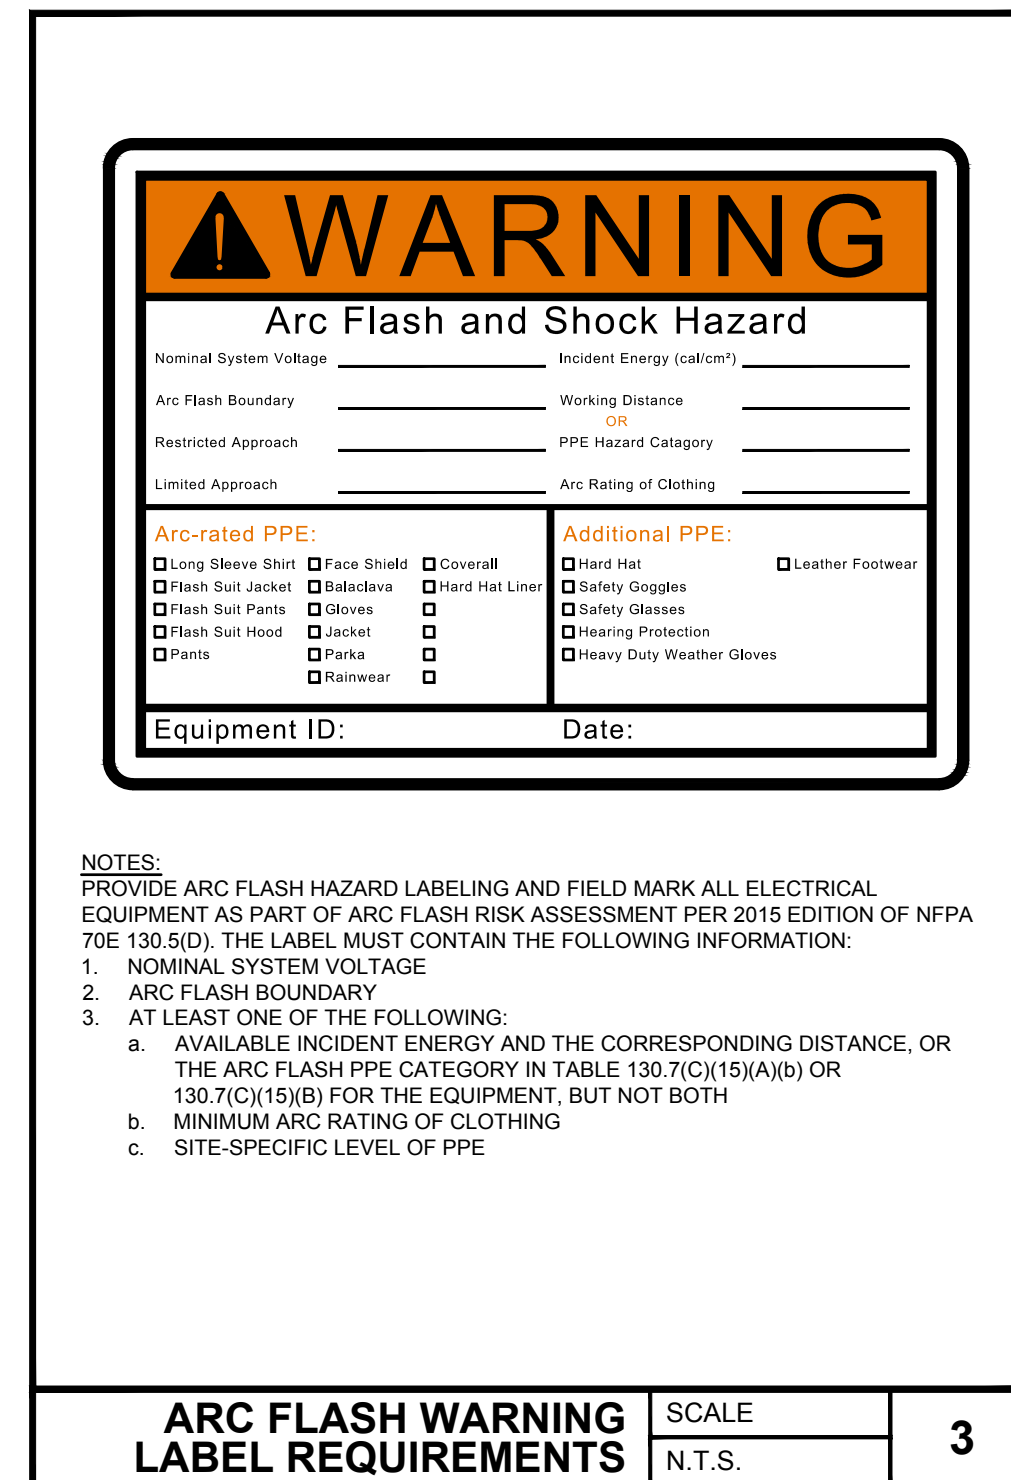 WARNING
Arc Flash and Shock Hazard
Nominal System Voltage
Incident Energy (cal/cm²)
Arc Flash Boundary
Working Distance
OR
Restricted Approach
PPE Hazard Catagory
Limited Approach
Arc Rating of Clothing
Arc-rated PPE:
Long Sleeve Shirt Face Shield Coverall
Flash Suit Jacket Balaclava Hard Hat Liner
Flash Suit Pants Gloves
Flash Suit Hood Jacket
Pants Parka
Rainwear
Additional PPE:
Hard Hat Leather Footwear
Safety Goggles
Safety Glasses
Hearing Protection
Heavy Duty Weather Gloves
Equipment ID:
Date:
NOTES:
PROVIDE ARC FLASH HAZARD LABELING AND FIELD MARK ALL ELECTRICAL
EQUIPMENT AS PART OF ARC FLASH RISK ASSESSMENT PER 2015 EDITION OF NFPA
70E 130.5(D). THE LABEL MUST CONTAIN THE FOLLOWING INFORMATION:
1. NOMINAL SYSTEM VOLTAGE
2. ARC FLASH BOUNDARY
3. AT LEAST ONE OF THE FOLLOWING:
a. AVAILABLE INCIDENT ENERGY AND THE CORRESPONDING DISTANCE, OR
THE ARC FLASH PPE CATEGORY IN TABLE 130.7(C)(15)(A)(b) OR
130.7(C)(15)(B) FOR THE EQUIPMENT, BUT NOT BOTH
b. MINIMUM ARC RATING OF CLOTHING
c. SITE-SPECIFIC LEVEL OF PPE
ARC FLASH WARNING
LABEL REQUIREMENTS
SCALE
N.T.S.
3